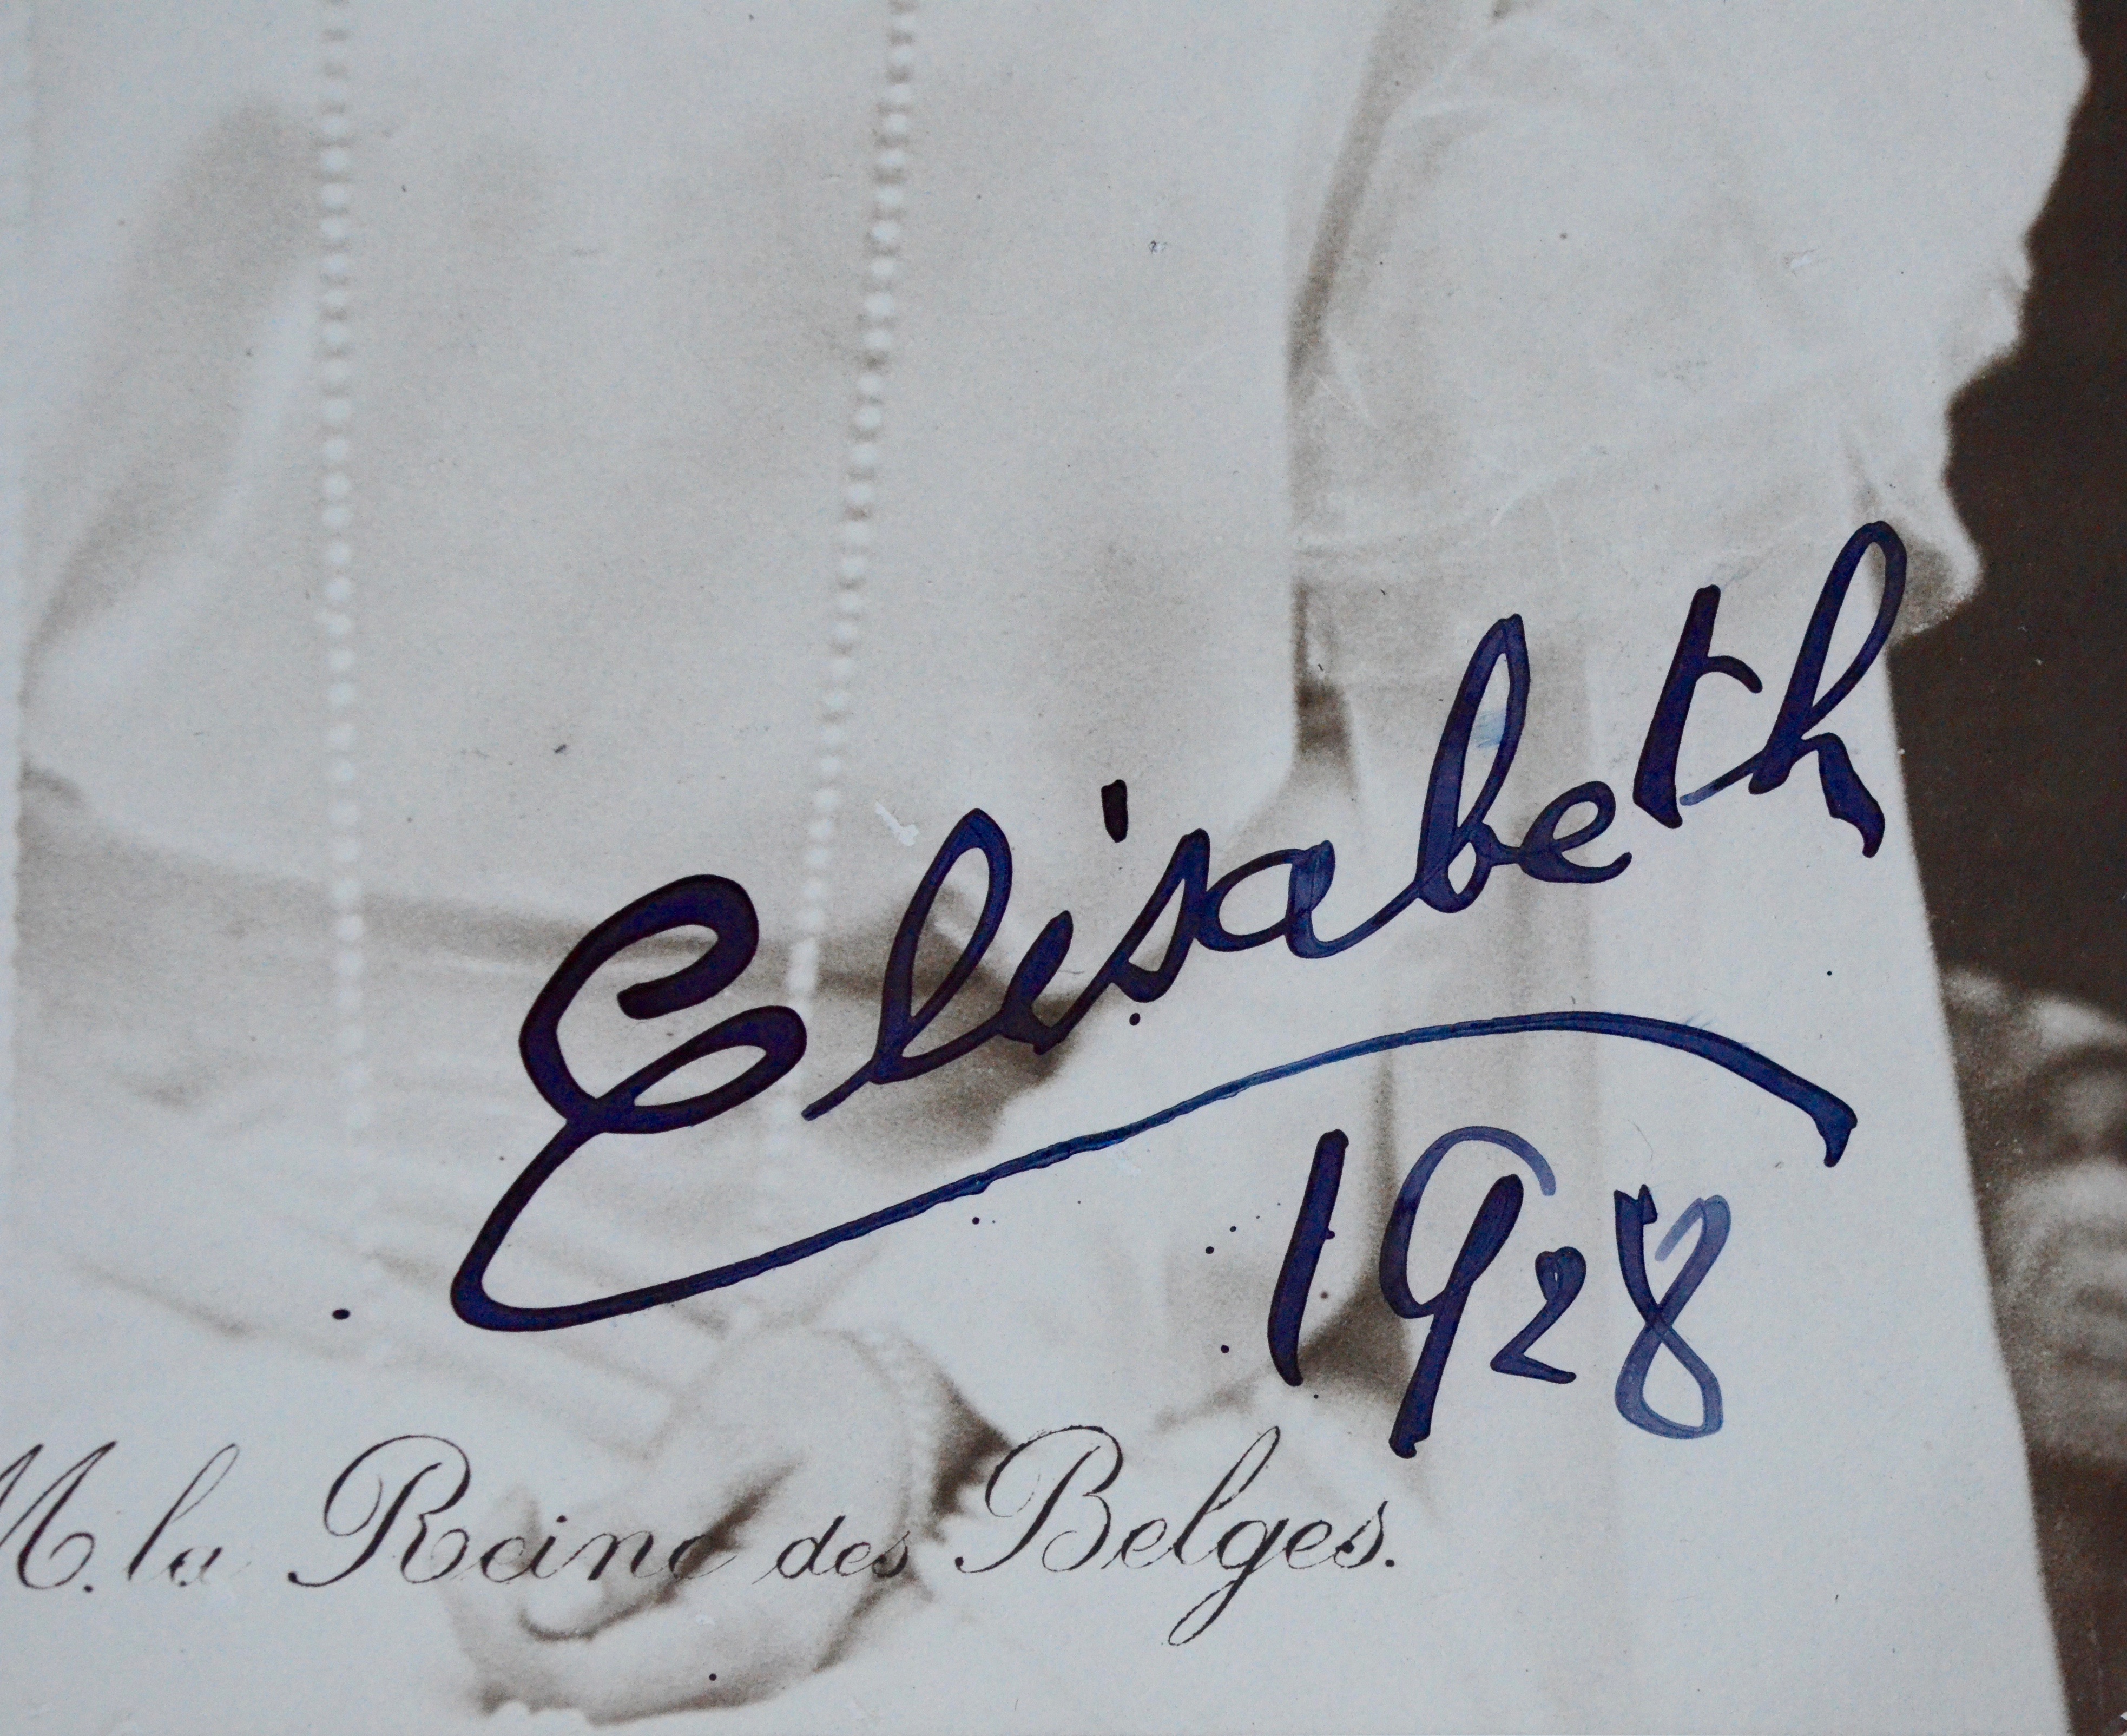 Elisabeth
1928
M. la Reine des Belges.